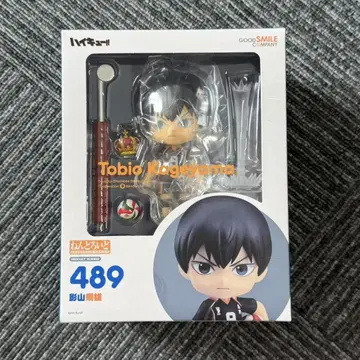 ハイキュー!!
GOOD SMILE
COMPANY
Tobio Kageyama
ねんどろいど
489
影山飛雄